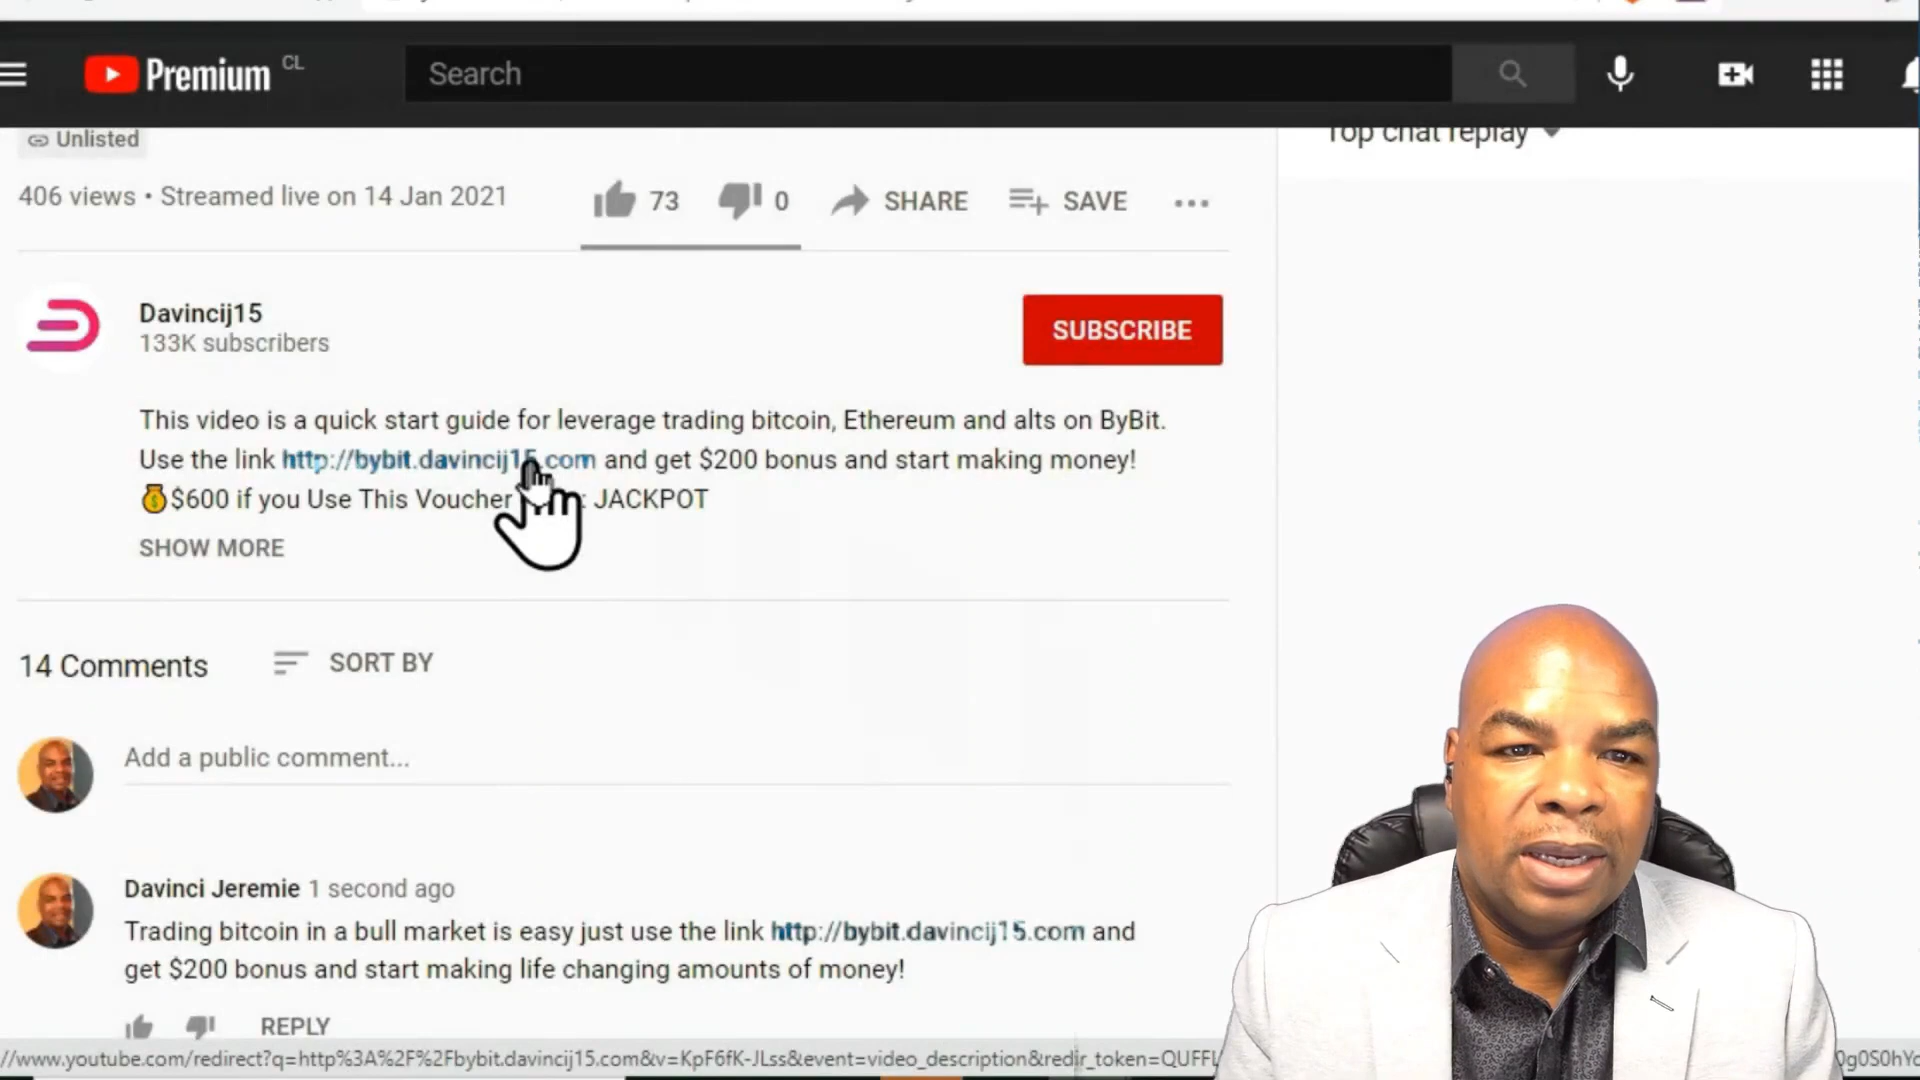 Premium CL
Search
Unlisted
Top chat replay
406 views • Streamed live on 14 Jan 2021
73
0
SHARE
SAVE
Davincij15
133K subscribers
SUBSCRIBE
This video is a quick start guide for leverage trading bitcoin, Ethereum and alts on ByBit.
Use the link http://bybit.davincij15.com and get $200 bonus and start making money!
💰$600 if you Use This Voucher : JACKPOT
SHOW MORE
14 Comments
SORT BY
Add a public comment...
Davinci Jeremie 1 second ago
Trading bitcoin in a bull market is easy just use the link http://bybit.davincij15.com and
get $200 bonus and start making life changing amounts of money!
REPLY
//www.youtube.com/redirect?q=http%3A%2F%2Fbybit.davincij15.com&v=KpF6fK-JLss&event=video_description&redir_token=QUFFL